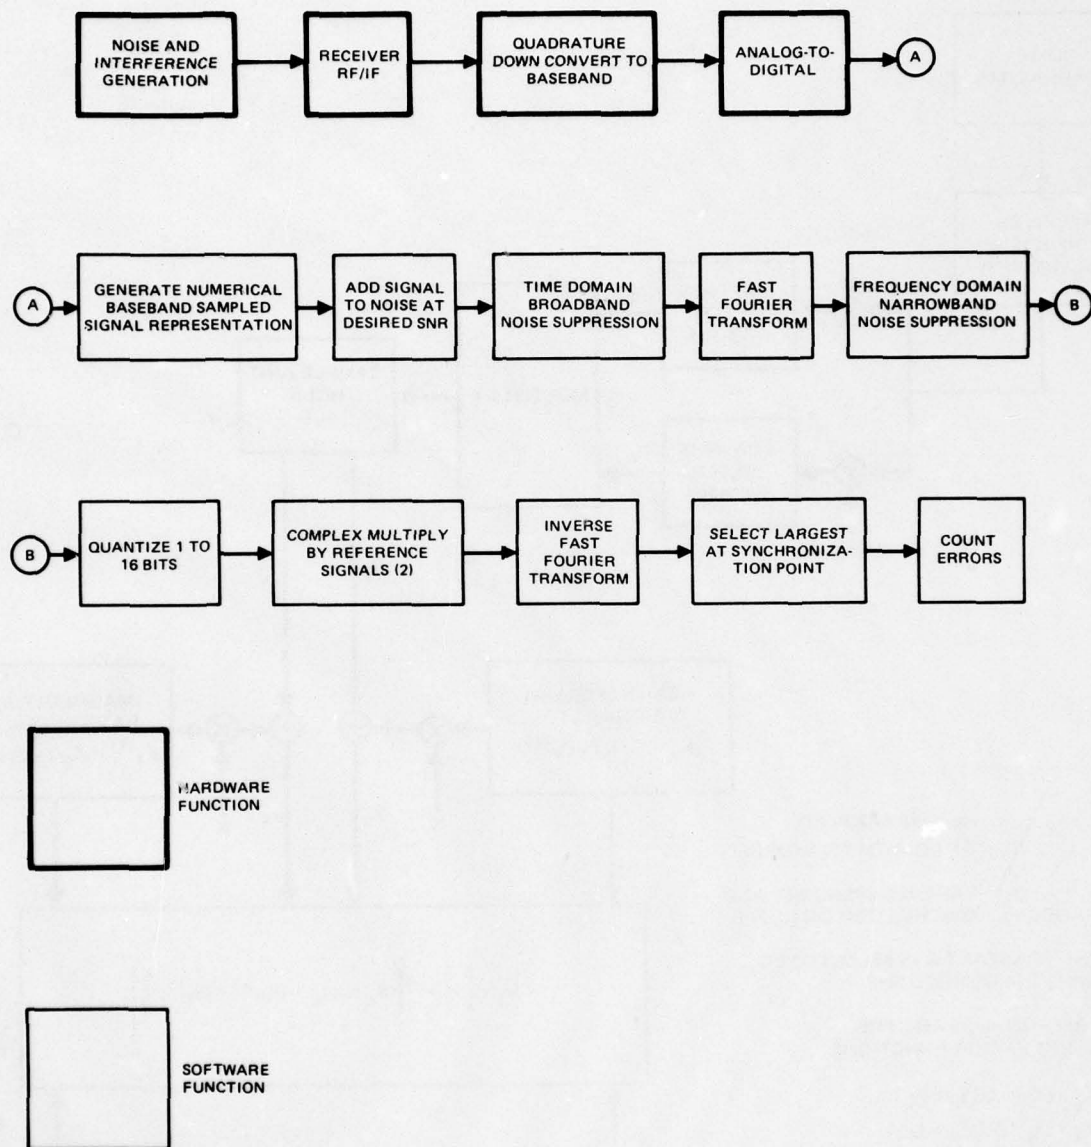 NOISE AND
INTERFERENCE
GENERATION
RECEIVER
RF/IF
QUADRATURE
DOWN CONVERT TO
BASEBAND
ANALOG-TO-
DIGITAL
A
A
GENERATE NUMERICAL
BASEBAND SAMPLED
SIGNAL REPRESENTATION
ADD SIGNAL
TO NOISE AT
DESIRED SNR
TIME DOMAIN
BROADBAND
NOISE SUPPRESSION
FAST
FOURIER
TRANSFORM
FREQUENCY DOMAIN
NARROWBAND
NOISE SUPPRESSION
B
B
QUANTIZE 1 TO
16 BITS
COMPLEX MULTIPLY
BY REFERENCE
SIGNALS (2)
INVERSE
FAST
FOURIER
TRANSFORM
SELECT LARGEST
AT SYNCHRONIZA-
TION POINT
COUNT
ERRORS
HARDWARE
FUNCTION
SOFTWARE
FUNCTION